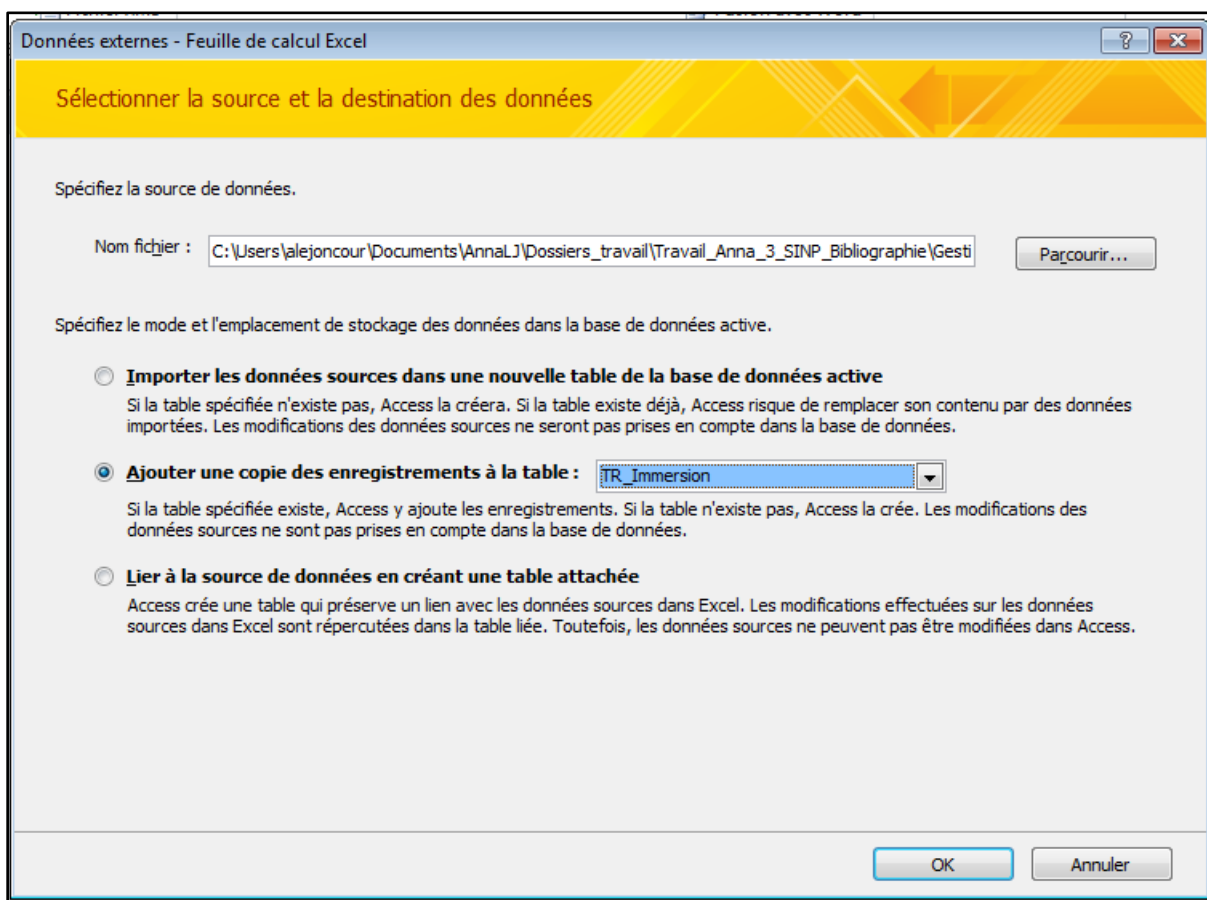 Données externes - Feuille de calcul Excel
Sélectionner la source et la destination des données
Spécifiez la source de données.
Nom fichier : C:\Users\alejoncour\Documents\AnnaLJ\Dossiers_travail\Travail_Anna_3_SINP_Bibliographie\Gesti Parcourir...
Spécifiez le mode et l'emplacement de stockage des données dans la base de données active.
Importer les données sources dans une nouvelle table de la base de données active
Si la table spécifiée n'existe pas, Access la créera. Si la table existe déjà, Access risque de remplacer son contenu par des données
importées. Les modifications des données sources ne seront pas prises en compte dans la base de données.
Ajouter une copie des enregistrements à la table : TR_Immersion
Si la table spécifiée existe, Access y ajoute les enregistrements. Si la table n'existe pas, Access la crée. Les modifications des
données sources ne sont pas prises en compte dans la base de données.
Lier à la source de données en créant une table attachée
Access crée une table qui préserve un lien avec les données sources dans Excel. Les modifications effectuées sur les données
sources dans Excel sont répercutées dans la table liée. Toutefois, les données sources ne peuvent pas être modifiées dans Access.
OK Annuler